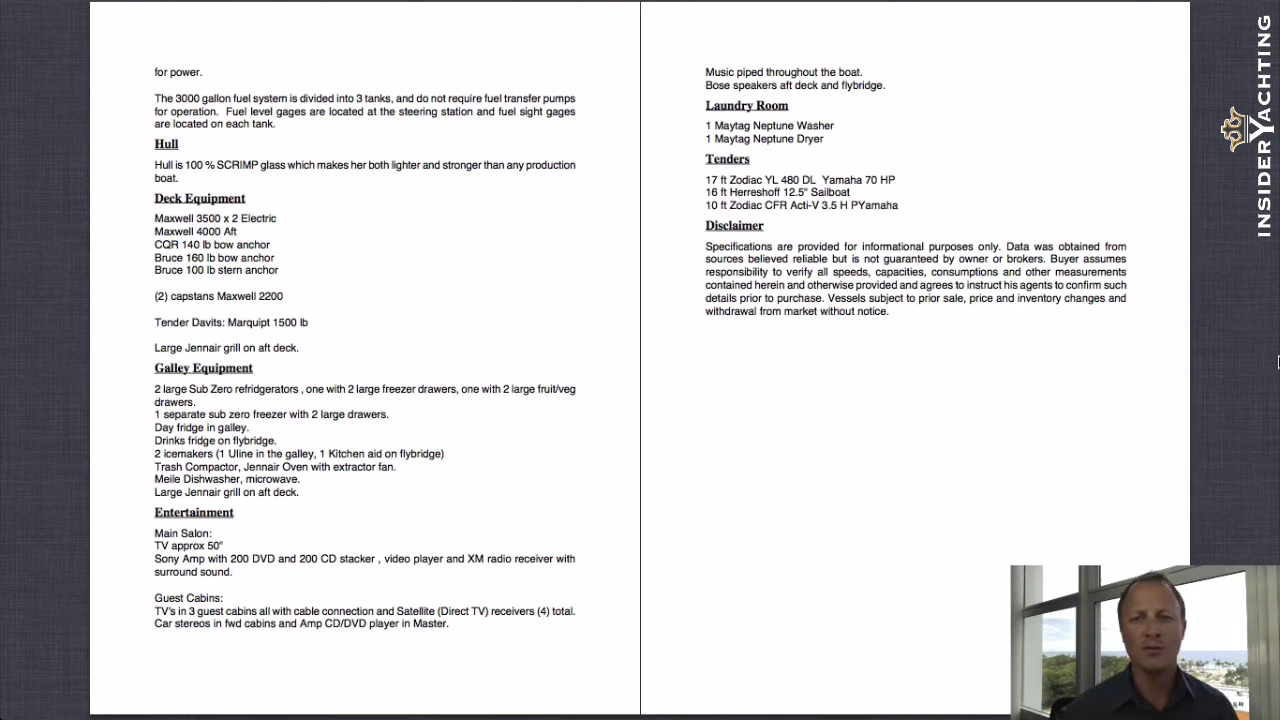 for power.
The 3000 gallon fuel system is divided into 3 tanks, and do not require fuel transfer pumps
for operation. Fuel level gages are located at the steering station and fuel sight gages
are located on each tank.
Hull
Hull is 100 % SCRIMP glass which makes her both lighter and stronger than any production
boat.
Deck Equipment
Maxwell 3500 x 2 Electric
Maxwell 4000 Aft
CQR 140 lb bow anchor
Bruce 160 lb bow anchor
Bruce 100 lb stern anchor
(2) capstans Maxwell 2200
Tender Davits: Marquipt 1500 lb
Large Jennair grill on aft deck.
Galley Equipment
2 large Sub Zero refridgerators , one with 2 large freezer drawers, one with 2 large fruit/veg
drawers.
1 separate sub zero freezer with 2 large drawers.
Day fridge in galley.
Drinks fridge on flybridge.
2 icemakers (1 Uline in the galley, 1 Kitchen aid on flybridge)
Trash Compactor, Jennair Oven with extractor fan.
Meile Dishwasher, microwave.
Large Jennair grill on aft deck.
Entertainment
Main Salon:
TV approx 50"
Sony Amp with 200 DVD and 200 CD stacker , video player and XM radio receiver with
surround sound.
Guest Cabins:
TV's in 3 guest cabins all with cable connection and Satellite (Direct TV) receivers (4) total.
Car stereos in fwd cabins and Amp CD/DVD player in Master.
Music piped throughout the boat.
Bose speakers aft deck and flybridge.
Laundry Room
1 Maytag Neptune Washer
1 Maytag Neptune Dryer
Tenders
17 ft Zodiac YL 480 DL Yamaha 70 HP
16 ft Herreshoff 12.5" Sailboat
10 ft Zodiac CFR Acti-V 3.5 H PYamaha
Disclaimer
Specifications are provided for informational purposes only. Data was obtained from
sources believed reliable but is not guaranteed by owner or brokers. Buyer assumes
responsibility to verify all speeds, capacities, consumptions and other measurements
contained herein and otherwise provided and agrees to instruct his agents to confirm such
details prior to purchase. Vessels subject to prior sale, price and inventory changes and
withdrawal from market without notice.
INSIDER YACHTING